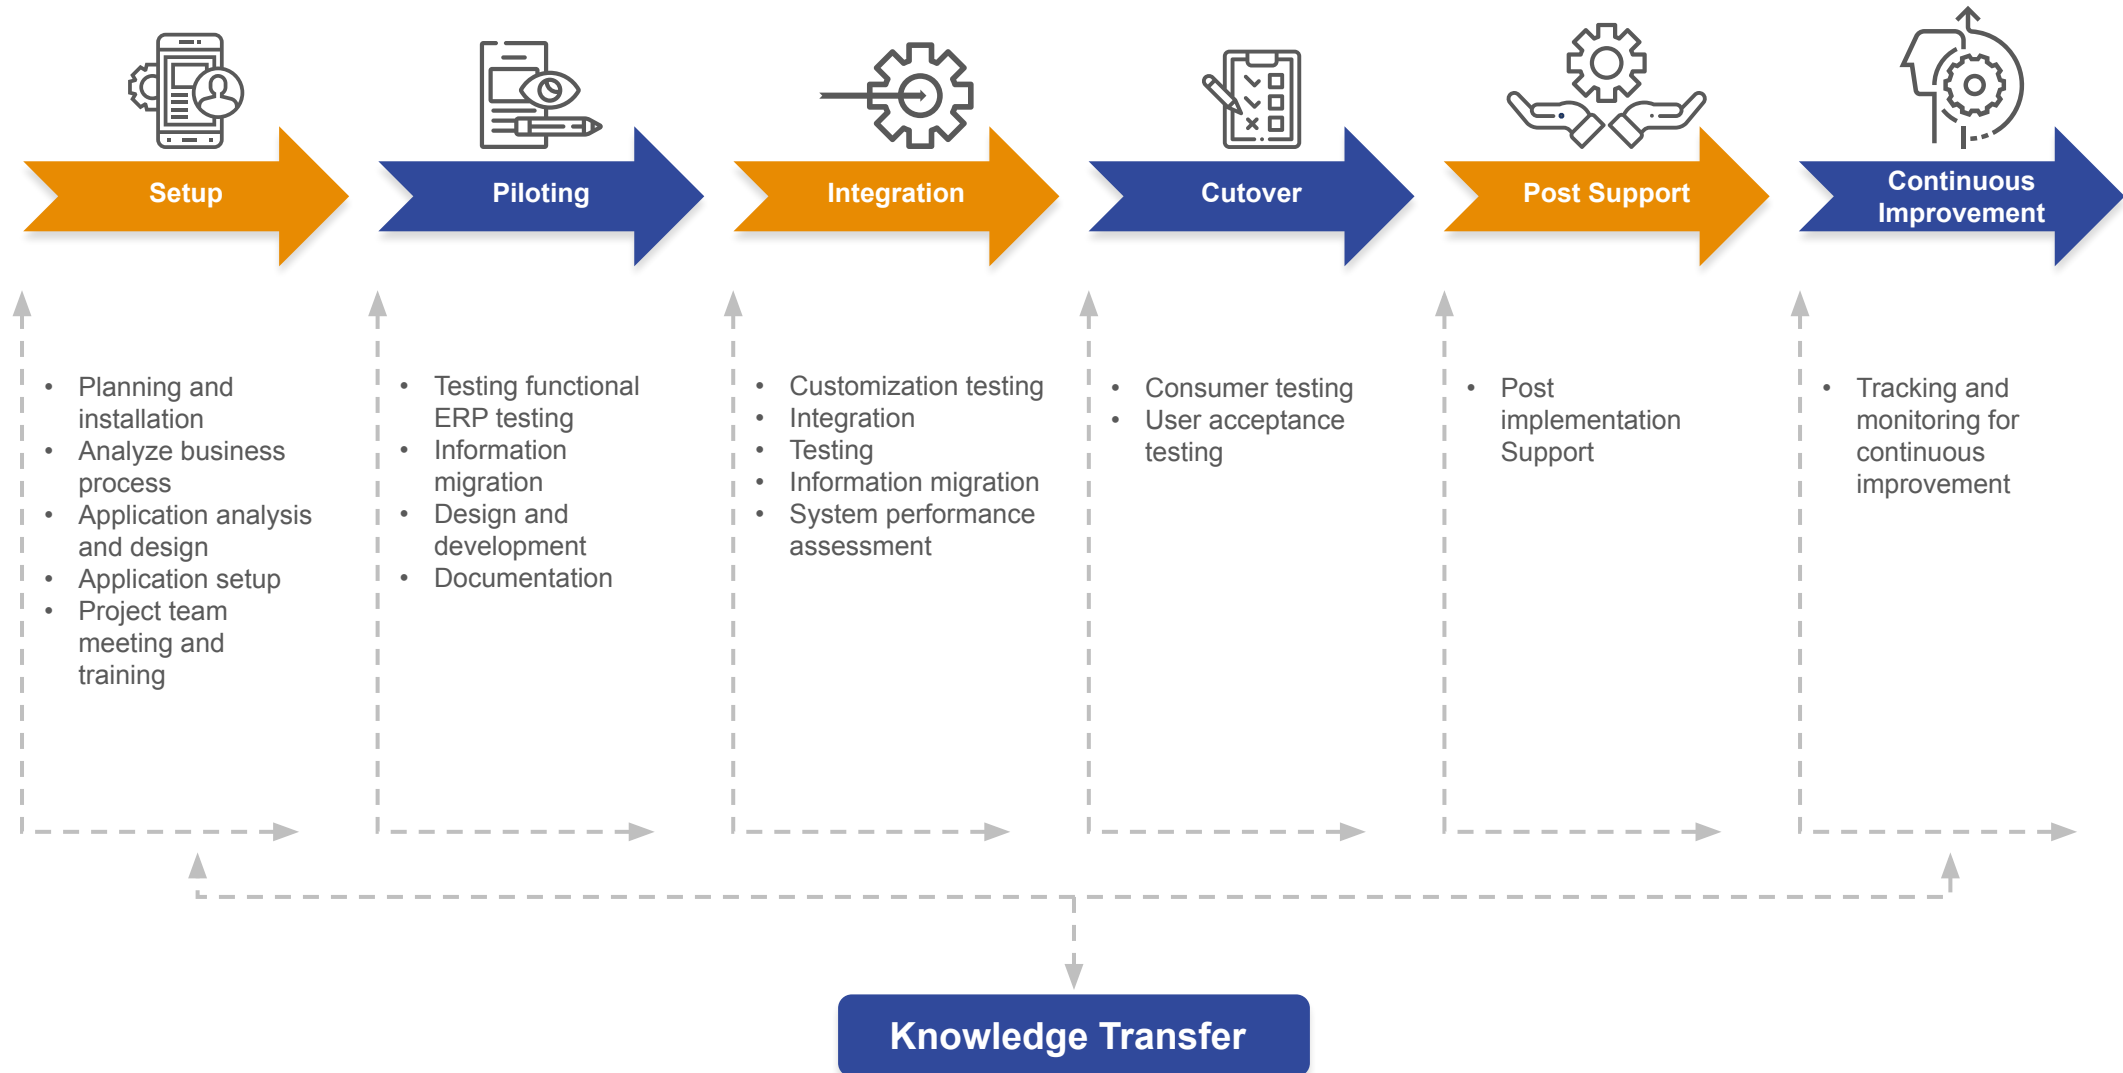 Setup
Piloting
Integration
Cutover
Post Support
Continuous
Improvement
• Planning and
installation
• Analyze business
process
• Application analysis
and design
• Application setup
• Project team
meeting and
training
• Testing functional
ERP testing
• Information
migration
• Design and
development
• Documentation
• Customization testing
• Integration
• Testing
• Information migration
• System performance
assessment
• Consumer testing
• User acceptance
testing
• Post
implementation
Support
• Tracking and
monitoring for
continuous
improvement
Knowledge Transfer